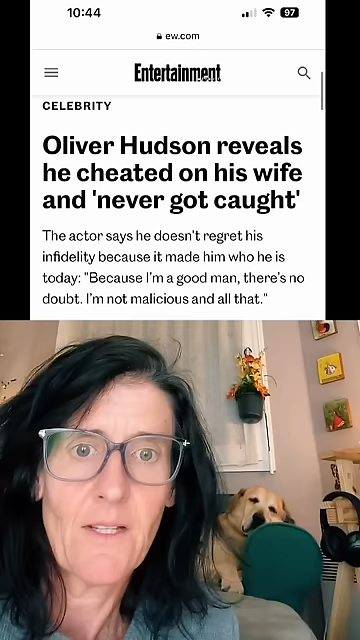 10:44
97
ew.com
Entertainment
CELEBRITY
Oliver Hudson reveals
he cheated on his wife
and 'never got caught'
The actor says he doesn't regret his
infidelity because it made him who he is
today: "Because I'm a good man, there's no
doubt. I'm not malicious and all that."